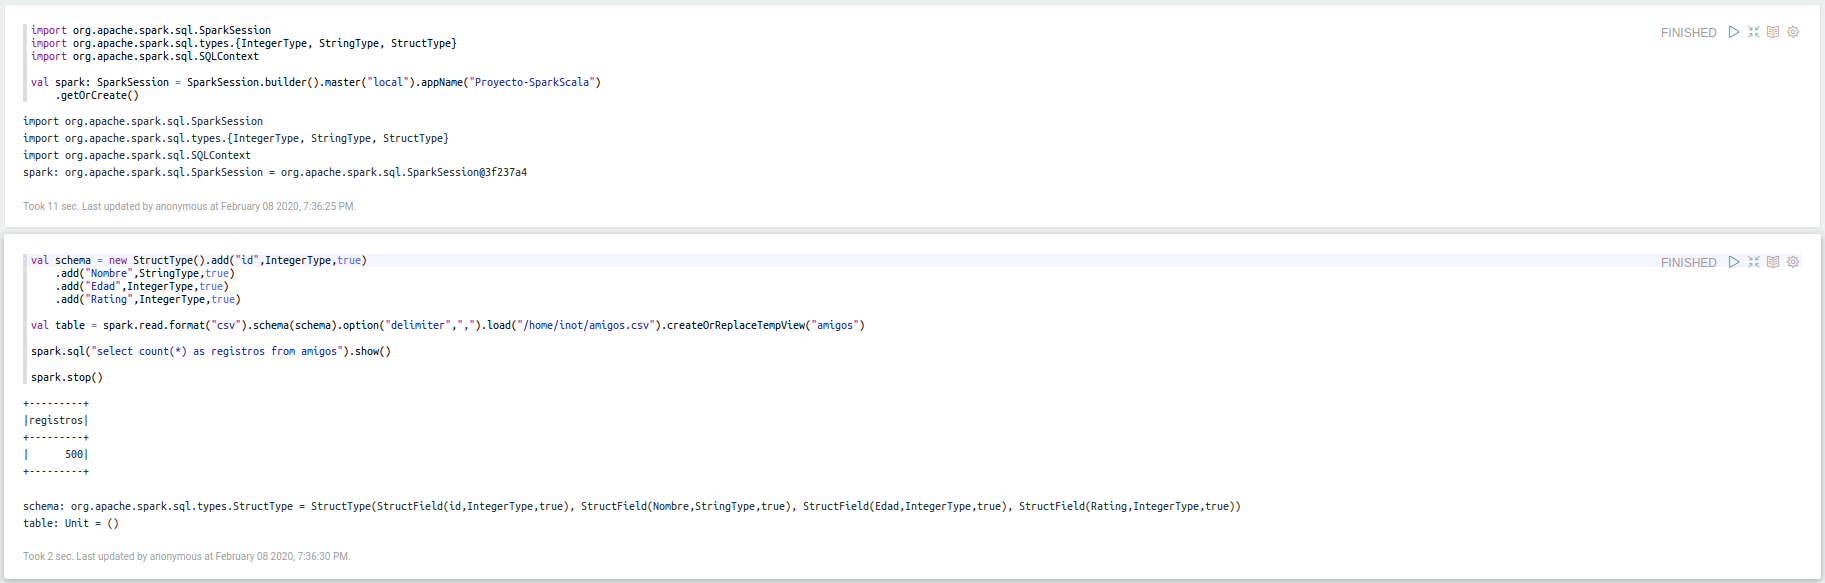 import org.apache.spark.sql.SparkSession
import org.apache.spark.sql.types.{IntegerType, StringType, StructType}
import org.apache.spark.sql.SQLContext
val spark: SparkSession = SparkSession.builder().master("local").appName("Proyecto-SparkScala")
    .getOrCreate()
FINISHED
import org.apache.spark.sql.SparkSession
import org.apache.spark.sql.types.{IntegerType, StringType, StructType}
import org.apache.spark.sql.SQLContext
spark: org.apache.spark.sql.SparkSession = org.apache.spark.sql.SparkSession@3f237a4
Took 11 sec. Last updated by anonymous at February 08 2020, 7:36:25 PM.
val schema = new StructType().add("id",IntegerType,true)
    .add("Nombre",StringType,true)
    .add("Edad",IntegerType,true)
    .add("Rating",IntegerType,true)
val table = spark.read.format("csv").schema(schema).option("delimiter",",").load("/home/inot/amigos.csv").createOrReplaceTempView("amigos")
spark.sql("select count(*) as registros from amigos").show()
spark.stop()
FINISHED
+---------+
|registros|
+---------+
|      500|
+---------+
schema: org.apache.spark.sql.types.StructType = StructType(StructField(id,IntegerType,true), StructField(Nombre,StringType,true), StructField(Edad,IntegerType,true), StructField(Rating,IntegerType,true))
table: Unit = ()
Took 2 sec. Last updated by anonymous at February 08 2020, 7:36:30 PM.